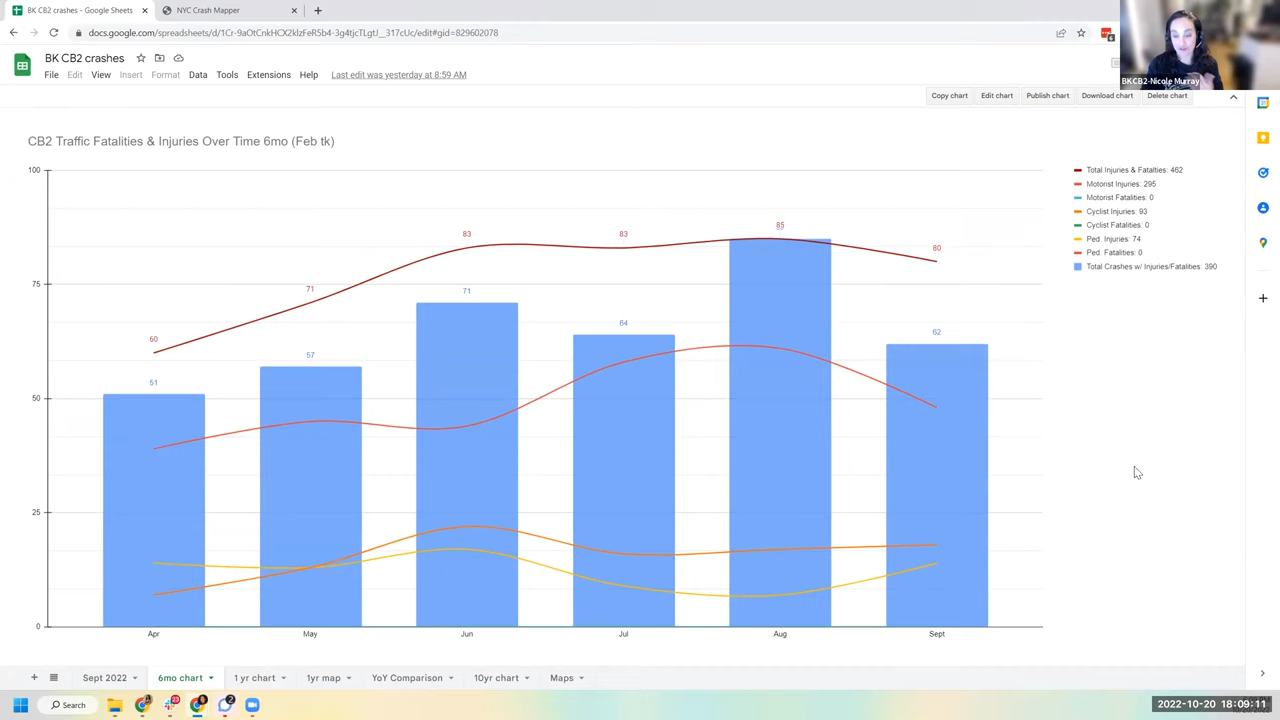 BK CB2 crashes - Google Sheets
NYC Crash Mapper
docs.google.com/spreadsheets/d/1Cr-9aOtCnkHCX2klzFeR5b4-3g4tjcTLgtJ__317cUc/edit#gid=829602078
BK CB2 crashes
File Edit View Insert Format Data Tools Extensions Help Last edit was yesterday at 8:59 AM
BKCB2-Nicole Murray
Copy chart Edit chart Publish chart Download chart Delete chart
CB2 Traffic Fatalities & Injuries Over Time 6mo (Feb tk)
100
75
50
25
0
60
71
83
83
85
80
51
57
71
64
62
Apr May Jun Jul Aug Sept
Total Injuries & Fatalties: 462
Motorist Injuries: 295
Motorist Fatalities: 0
Cyclist Injuries: 93
Cyclist Fatalities: 0
Ped. Injuries: 74
Ped. Fatalities: 0
Total Crashes w/ Injuries/Fatalities: 390
Sept 2022 6mo chart 1 yr chart 1yr map YoY Comparison 10yr chart Maps
Search
2022-10-20 18:09:11